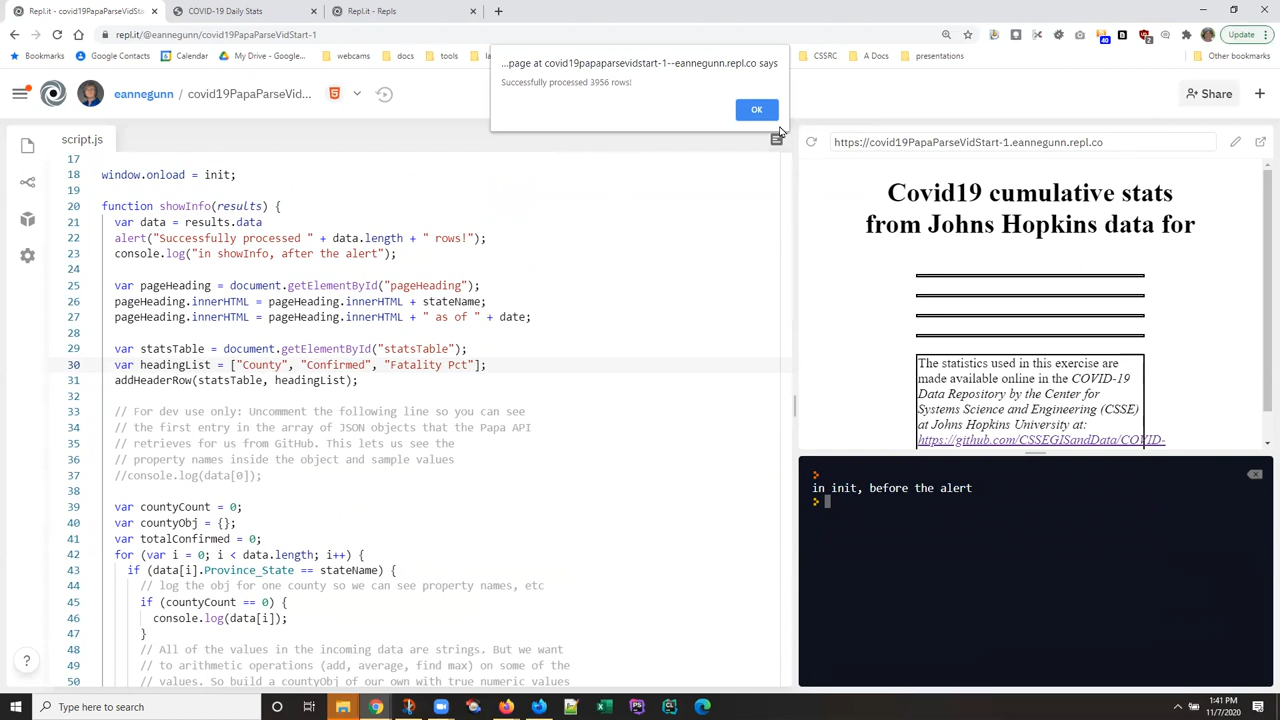 Repl.it - covid19PapaParseVidSta
COVID-19 Daily Stats
Repl.it - Repls
repl.it/@eannegunn/covid19PapaParseVidStart-1
Update
Bookmarks
Google Contacts
Calendar
My Drive - Google...
webcams
docs
tools
CSSRC
A Docs
presentations
Other bookmarks
...page at covid19papaparsevidstart-1--eannegunn.repl.co says
Successfully processed 3956 rows!
OK
eannegunn / covid19PapaParseVid...
Share
script.js
https://covid19PapaParseVidStart-1.eannegunn.repl.co
17
18 window.onload = init;
19
20 function showInfo(results) {
21 var data = results.data
22 alert("Successfully processed " + data.length + " rows!");
23 console.log("in showInfo, after the alert");
24
25 var pageHeading = document.getElementById("pageHeading");
26 pageHeading.innerHTML = pageHeading.innerHTML + stateName;
27 pageHeading.innerHTML = pageHeading.innerHTML + " as of " + date;
28
29 var statsTable = document.getElementById("statsTable");
30 var headingList = ["County", "Confirmed", "Fatality Pct"];
31 addHeaderRow(statsTable, headingList);
32
33 // For dev use only: Uncomment the following line so you can see
34 // the first entry in the array of JSON objects that the Papa API
35 // retrieves for us from GitHub. This lets us see the
36 // property names inside the object and sample values
37 //console.log(data[0]);
38
39 var countyCount = 0;
40 var countyObj = {};
41 var totalConfirmed = 0;
42 for (var i = 0; i < data.length; i++) {
43 if (data[i].Province_State == stateName) {
44 // log the obj for one county so we can see property names, etc
45 if (countyCount == 0) {
46 console.log(data[i]);
47 }
48 // All of the values in the incoming data are strings. But we want
49 // to arithmetic operations (add, average, find max) on some of the
50 // values. So build a countyObj of our own with true numeric values
Covid19 cumulative stats
from Johns Hopkins data for
The statistics used in this exercise are
made available online in the COVID-19
Data Repository by the Center for
Systems Science and Engineering (CSSE)
at Johns Hopkins University at:
https://github.com/CSSEGISandData/COVID-
in init, before the alert
Type here to search
1:41 PM
11/7/2020